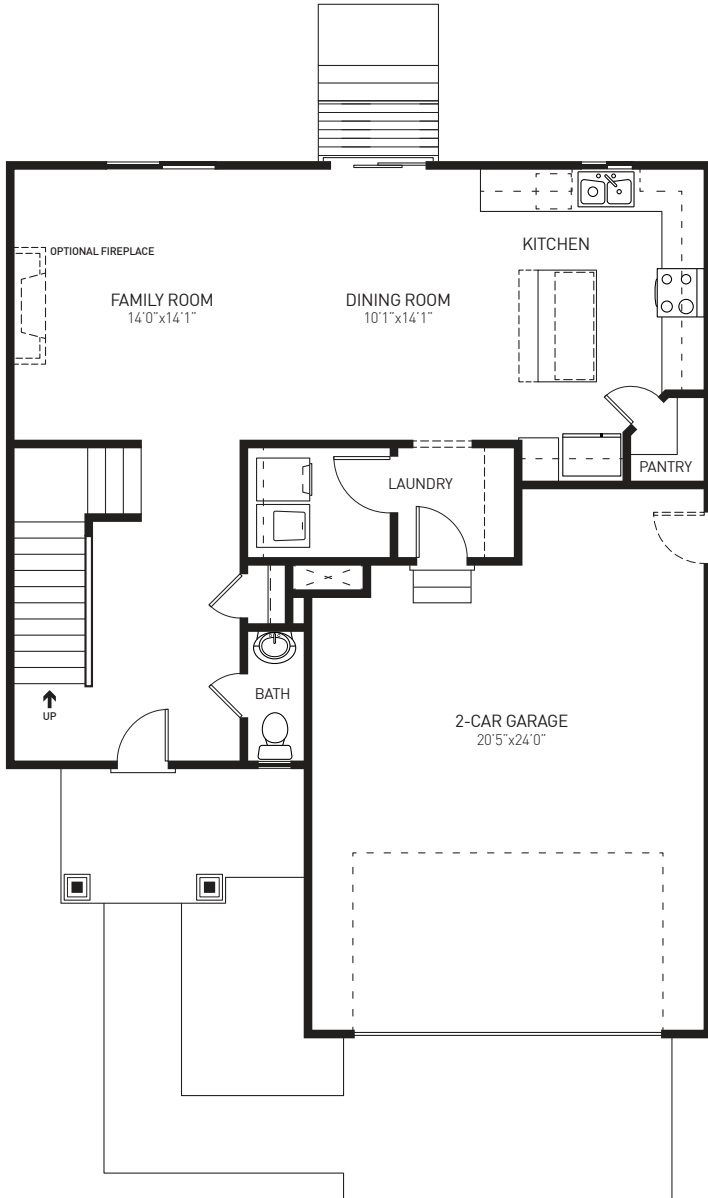 OPTIONAL FIREPLACE
KITCHEN
FAMILY ROOM
14'0"x14'1"
DINING ROOM
10'1"x14'1"
PANTRY
LAUNDRY
BATH
UP
2-CAR GARAGE
20'5"x24'0"